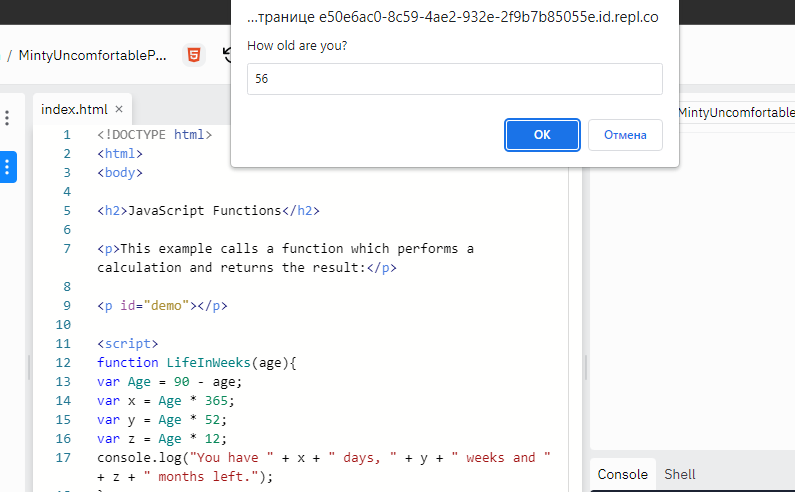 ...транице e50e6ac0-8c59-4ae2-932e-2f9b7b85055e.id.repl.co
How old are you?
56
OK
Отмена
/ MintyUncomfortableP...
MintyUncomfortable
index.html ×
1 <!DOCTYPE html>
2 <html>
3 <body>
4
5 <h2>JavaScript Functions</h2>
6
7 <p>This example calls a function which performs a
calculation and returns the result:</p>
8
9 <p id="demo"></p>
10
11 <script>
12 function LifeInWeeks(age){
13 var Age = 90 - age;
14 var x = Age * 365;
15 var y = Age * 52;
16 var z = Age * 12;
17 console.log("You have " + x + " days, " + y + " weeks and "
+ z + " months left.");
Console
Shell